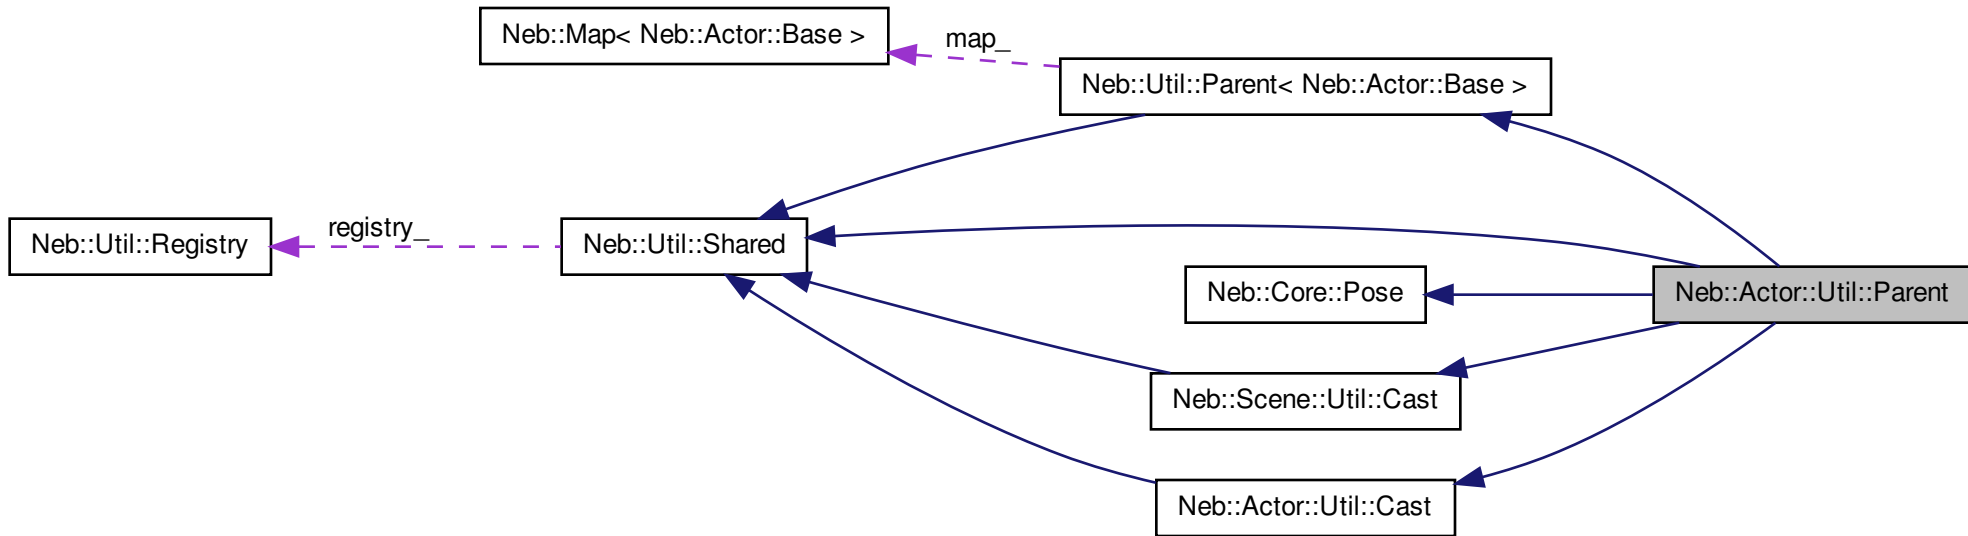 Neb::Map< Neb::Actor::Base >
map_
Neb::Util::Parent< Neb::Actor::Base >
Neb::Util::Registry
registry_
Neb::Util::Shared
Neb::Core::Pose
Neb::Actor::Util::Parent
Neb::Scene::Util::Cast
Neb::Actor::Util::Cast